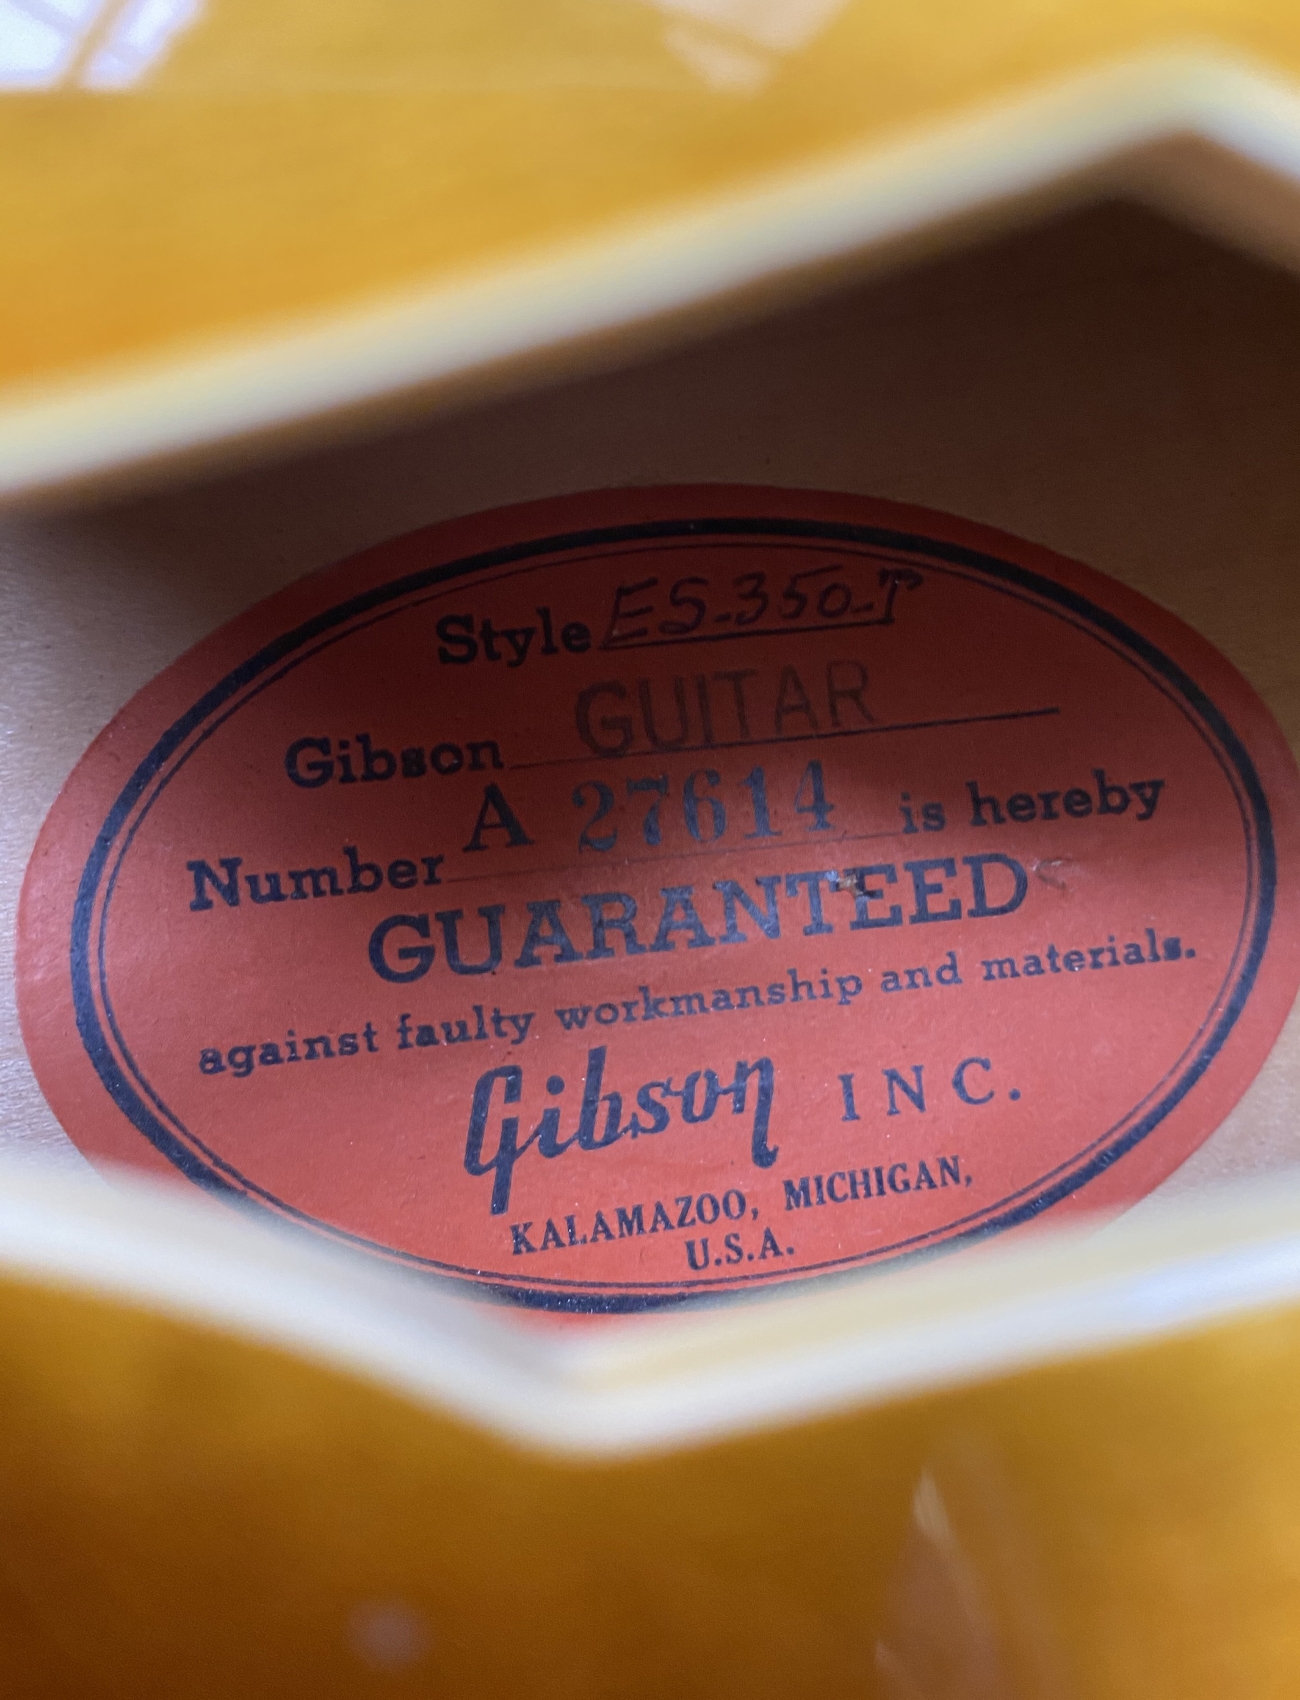 Style ES-350-T
Gibson GUITAR
Number A 27614 is hereby
GUARANTEED
against faulty workmanship and materials.
Gibson INC.
KALAMAZOO, MICHIGAN,
U.S.A.